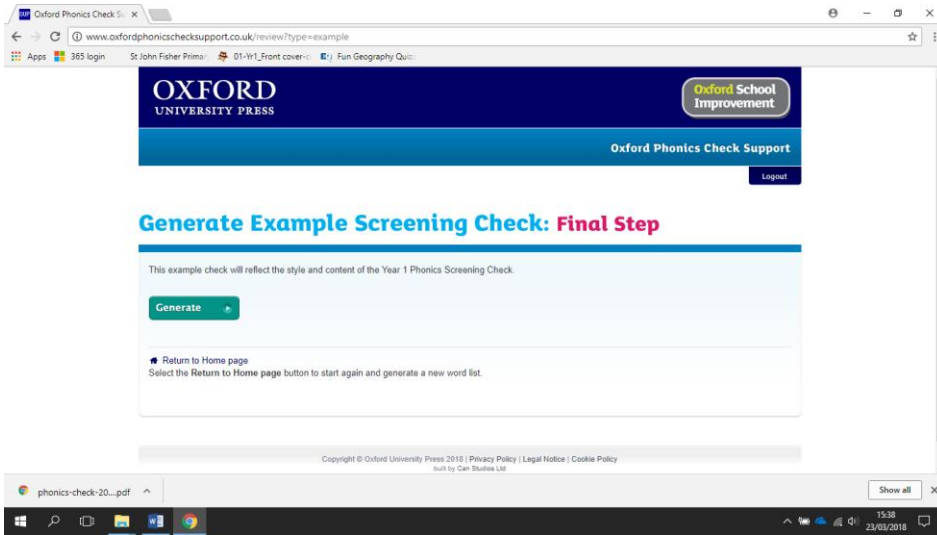 Oxford Phonics Check Su
www.oxfordphonicschecksupport.co.uk/review?type=example
Apps 365 login St John Fisher Primar 01-Yr1_Front cover-c Fun Geography Quiz
OXFORD
UNIVERSITY PRESS
Oxford School
Improvement
Oxford Phonics Check Support
Logout
Generate Example Screening Check: Final Step
This example check will reflect the style and content of the Year 1 Phonics Screening Check.
Generate
Return to Home page
Select the Return to Home page button to start again and generate a new word list.
Copyright © Oxford University Press 2018 | Privacy Policy | Legal Notice | Cookie Policy
built by Can Studios Ltd
phonics-check-20....pdf Show all
15:38
23/03/2018